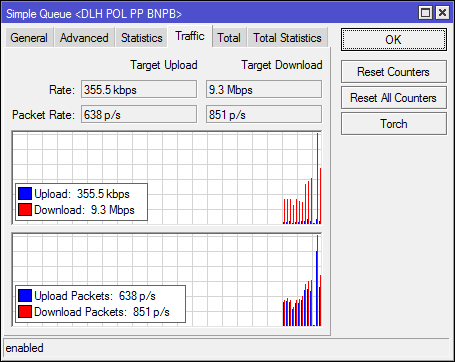 Simple Queue <DLH POL PP BNPB>
General Advanced Statistics Traffic Total Total Statistics
OK
Reset Counters
Reset All Counters
Torch
Target Upload Target Download
Rate: 355.5 kbps 9.3 Mbps
Packet Rate: 638 p/s 851 p/s
Upload: 355.5 kbps
Download: 9.3 Mbps
Upload Packets: 638 p/s
Download Packets: 851 p/s
enabled